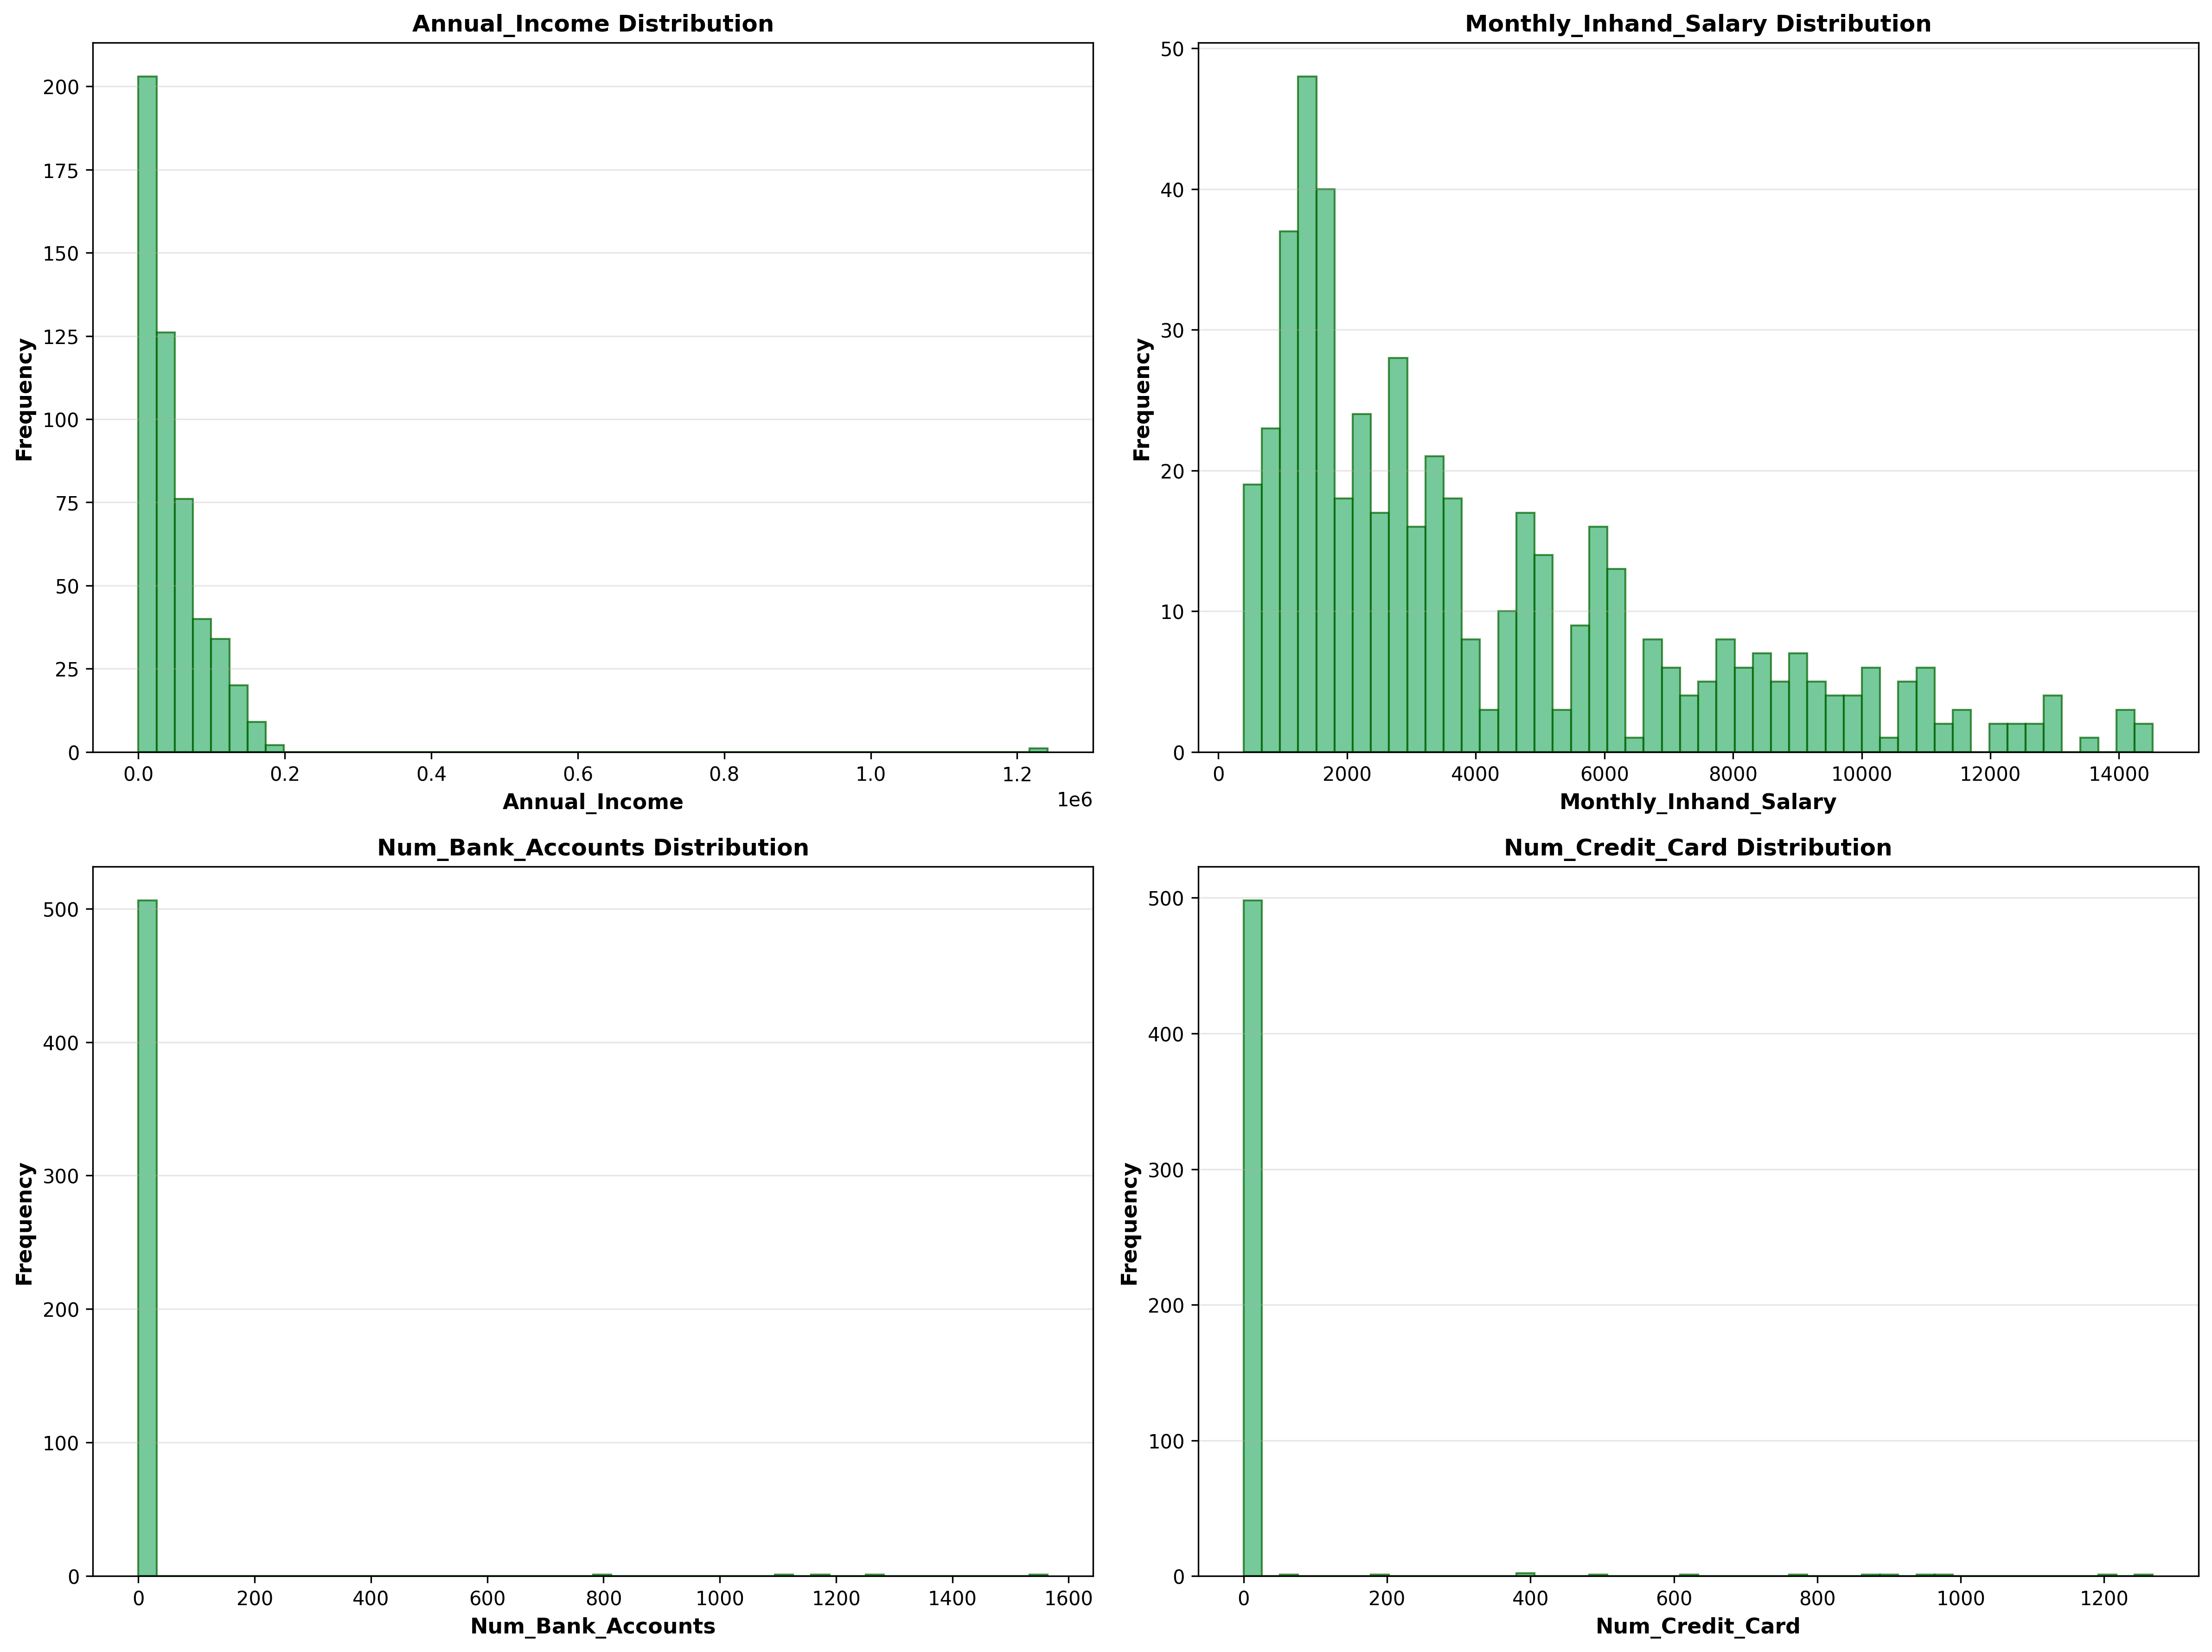 Annual_Income Distribution
200
175
150
125
100
75
50
25
0
Frequency
0.0 0.2 0.4 0.6 0.8 1.0 1.2
1e6
Annual_Income
Monthly_Inhand_Salary Distribution
50
40
30
20
10
0
Frequency
0 2000 4000 6000 8000 10000 12000 14000
Monthly_Inhand_Salary
Num_Bank_Accounts Distribution
500
400
300
200
100
0
Frequency
0 200 400 600 800 1000 1200 1400 1600
Num_Bank_Accounts
Num_Credit_Card Distribution
500
400
300
200
100
0
Frequency
0 200 400 600 800 1000 1200
Num_Credit_Card